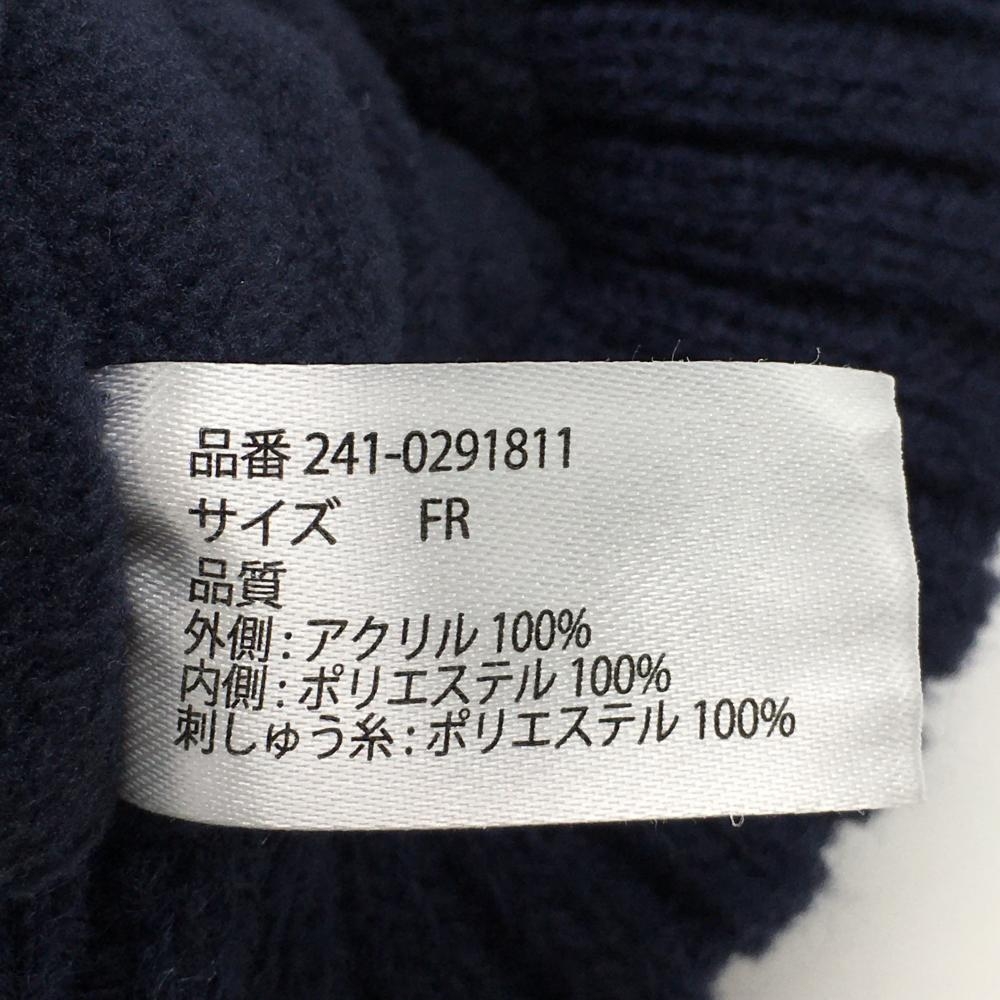 品番 241-0291811
サイズ FR
品質
外側 : アクリル 100%
内側 : ポリエステル 100%
刺しゅう糸 : ポリエステル 100%